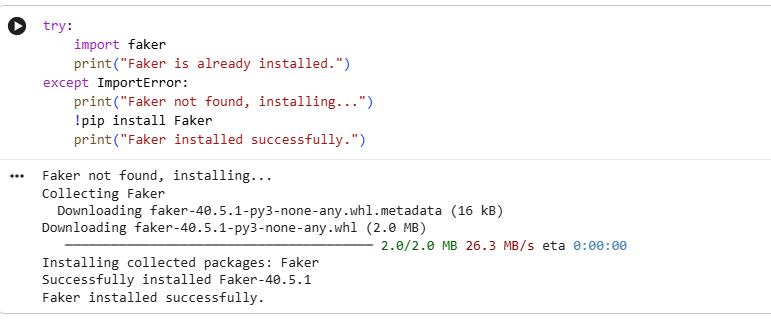 try:
    import faker
    print("Faker is already installed.")
except ImportError:
    print("Faker not found, installing...")
    !pip install Faker
    print("Faker installed successfully.")
Faker not found, installing...
Collecting Faker
  Downloading faker-40.5.1-py3-none-any.whl.metadata (16 kB)
Downloading faker-40.5.1-py3-none-any.whl (2.0 MB)
2.0/2.0 MB 26.3 MB/s eta 0:00:00
Installing collected packages: Faker
Successfully installed Faker-40.5.1
Faker installed successfully.